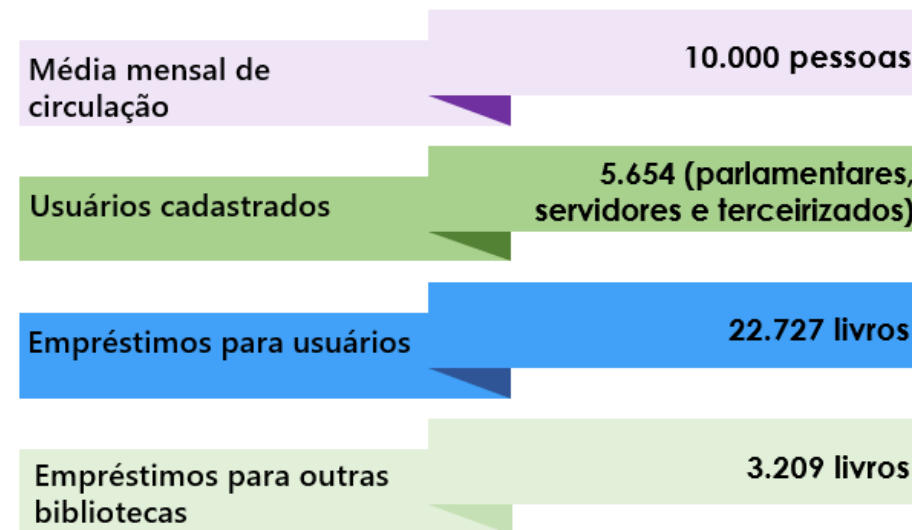 Média mensal de
circulação
10.000 pessoas
Usuários cadastrados
5.654 (parlamentares,
servidores e terceirizados)
Empréstimos para usuários
22.727 livros
Empréstimos para outras
bibliotecas
3.209 livros